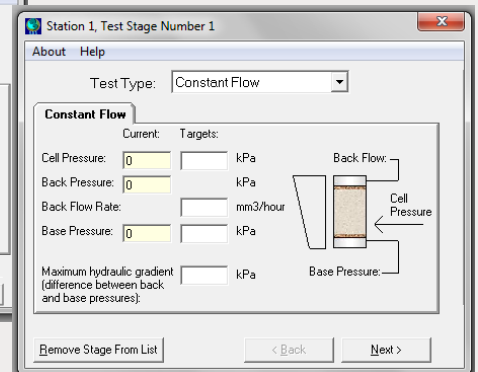 Station 1, Test Stage Number 1
About Help
Test Type: Constant Flow
Constant Flow
Current: Targets:
Cell Pressure: 0 kPa
Back Pressure: 0 kPa
Back Flow Rate: mm3/hour
Base Pressure: 0 kPa
Maximum hydraulic gradient kPa
(difference between back
and base pressures):
Back Flow:
Cell
Pressure
Base Pressure:
Remove Stage From List < Back Next >